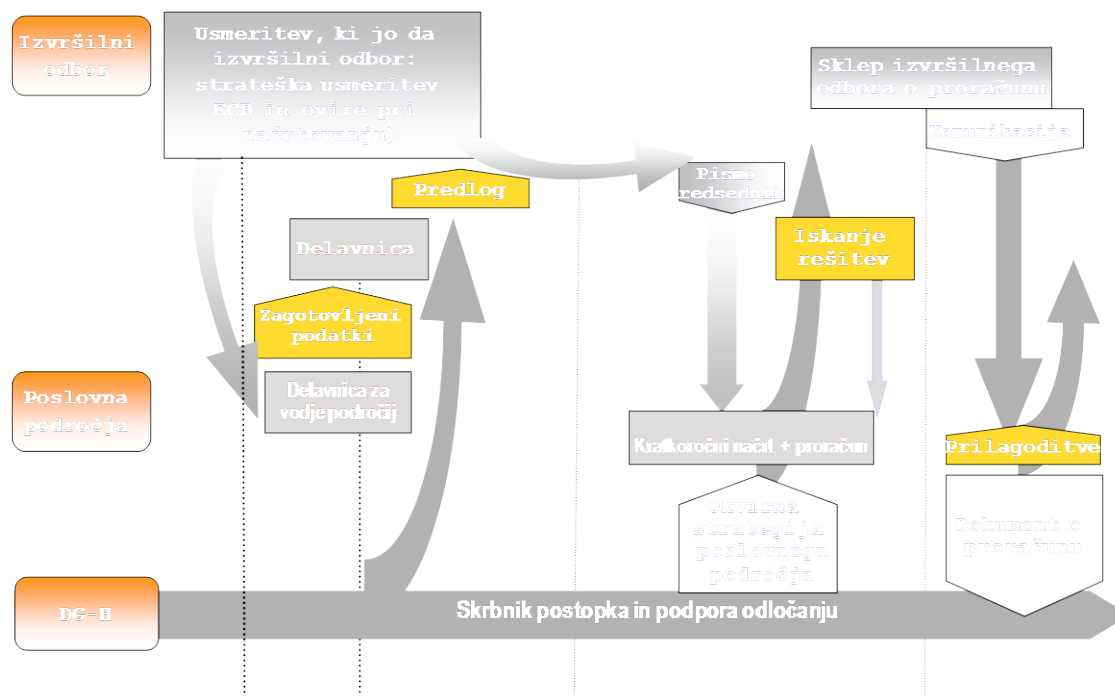 Izvršilni
odbor
Usmeritev, ki jo da
izvršilni odbor:
strateška usmeritev
ECB in ovire pri
načrtovanju)
Sklep izvršilnega
odbora o proračunu
Komunikacija
Predlog
Pismo
redsednik
Delavnica
Iskanje
rešitev
Zagotovljeni
podatki
Poslovna
področja
Delavnica za
vodje področij
Kratkoročni načrt + proračun
Prilagoditve
Okvirna
strategija
poslovnega
področja
Dokument o
proračunu
DG-H
Skrbnik postopka in podpora odločanju